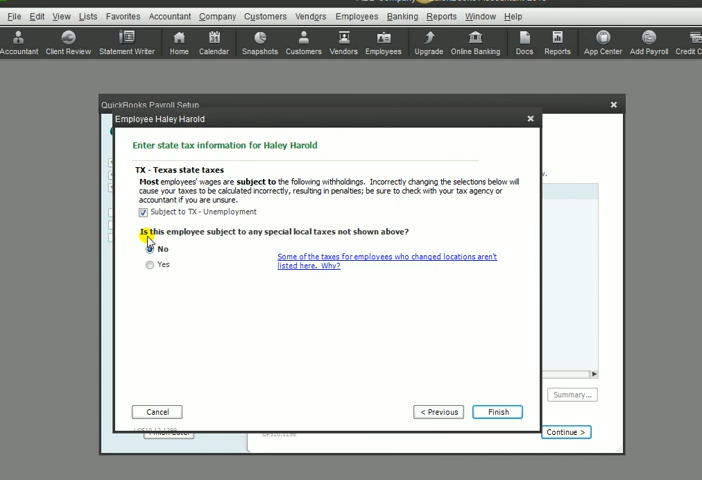 File Edit View Lists Favorites Accountant Company Customers Vendors Employees Banking Reports Window Help
Accountant Client Review Statement Writer Home Calendar Snapshots Customers Vendors Employees Upgrade Online Banking Docs Reports App Center Add Payroll Credit C
QuickBooks Payroll Setup
Employee Haley Harold
Enter state tax information for Haley Harold
TX - Texas state taxes
Most employees' wages are subject to the following withholdings. Incorrectly changing the selections below will
cause your taxes to be calculated incorrectly, resulting in penalties; be sure to check with your tax agency or
accountant if you are unsure.
Subject to TX - Unemployment
Is this employee subject to any special local taxes not shown above?
No
Some of the taxes for employees who changed locations aren't
Yes
listed here. Why?
Summary...
Cancel < Previous Finish
Finish Later Continue >